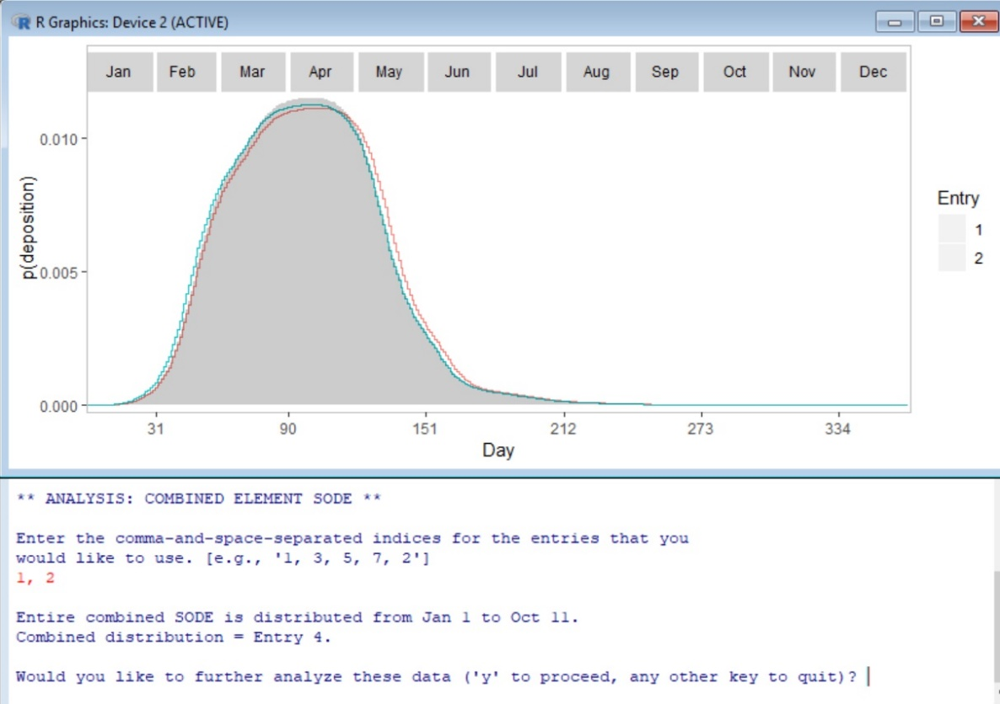 R Graphics: Device 2 (ACTIVE)
Jan Feb Mar Apr May Jun Jul Aug Sep Oct Nov Dec
0.010
p(deposition)
0.005
0.000
31 90 151 212 273 334
Day
Entry
1
2
** ANALYSIS: COMBINED ELEMENT SODE **
Enter the comma-and-space-separated indices for the entries that you
would like to use. [e.g., '1, 3, 5, 7, 2']
1, 2
Entire combined SODE is distributed from Jan 1 to Oct 11.
Combined distribution = Entry 4.
Would you like to further analyze these data ('y' to proceed, any other key to quit)?